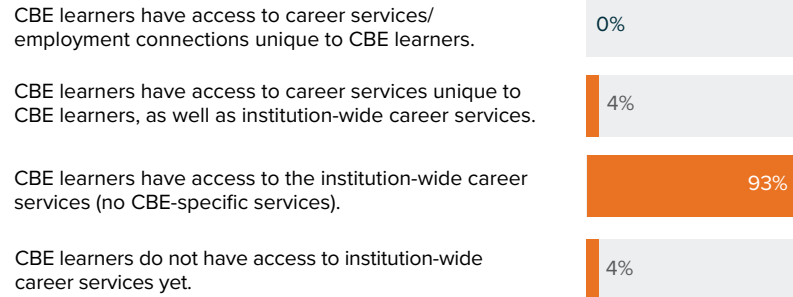 CBE learners have access to career services/
employment connections unique to CBE learners.
0%
CBE learners have access to career services unique to
CBE learners, as well as institution-wide career services.
4%
CBE learners have access to the institution-wide career
services (no CBE-specific services).
93%
CBE learners do not have access to institution-wide
career services yet.
4%